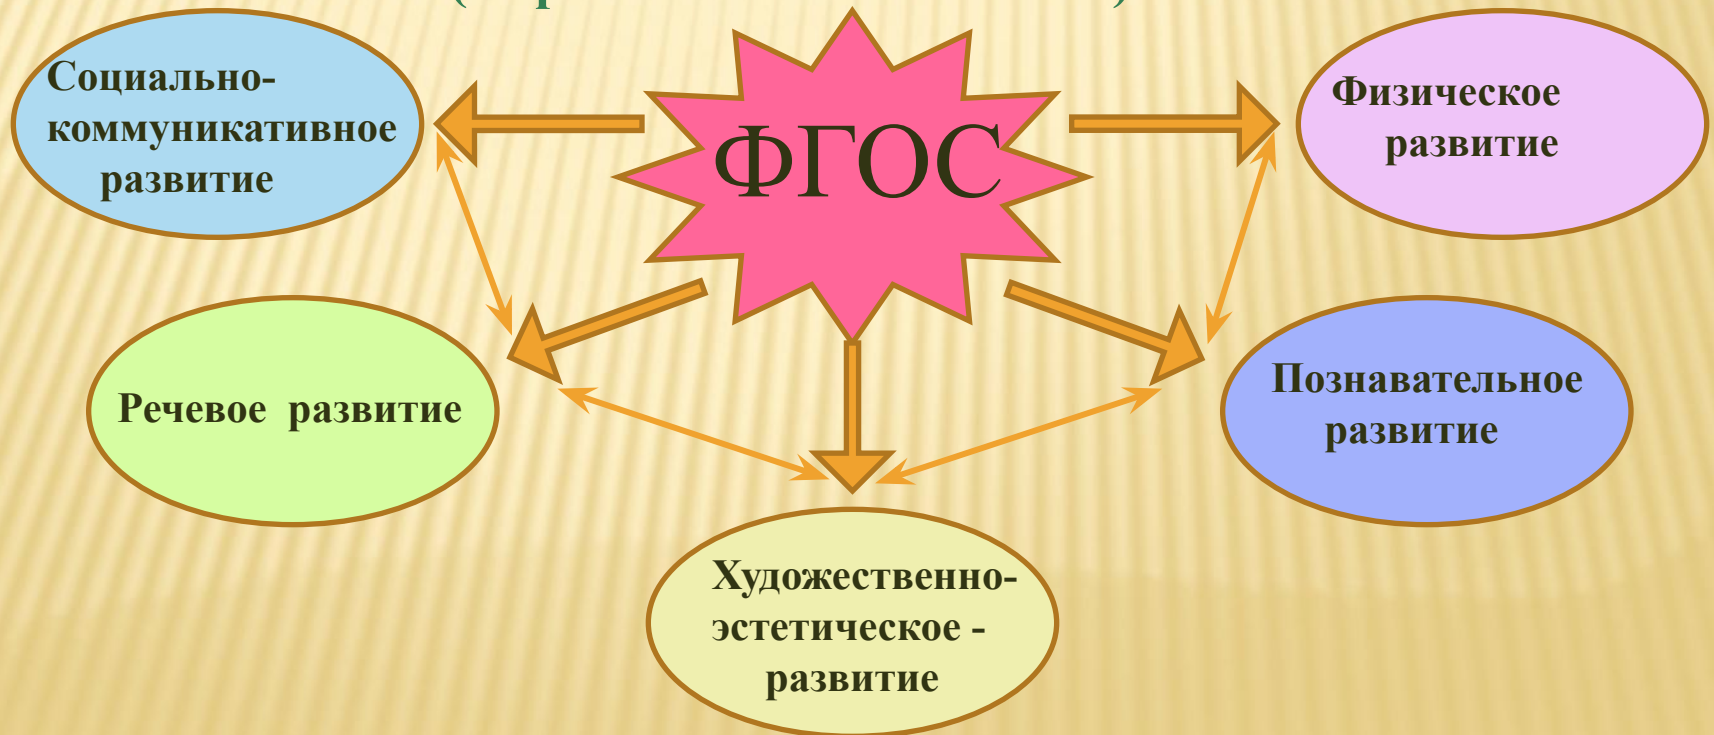 Социально-
коммуникативное
развитие
ФГОС
Физическое
развитие
Речевое развитие
Познавательное
развитие
Художественно-
эстетическое -
развитие